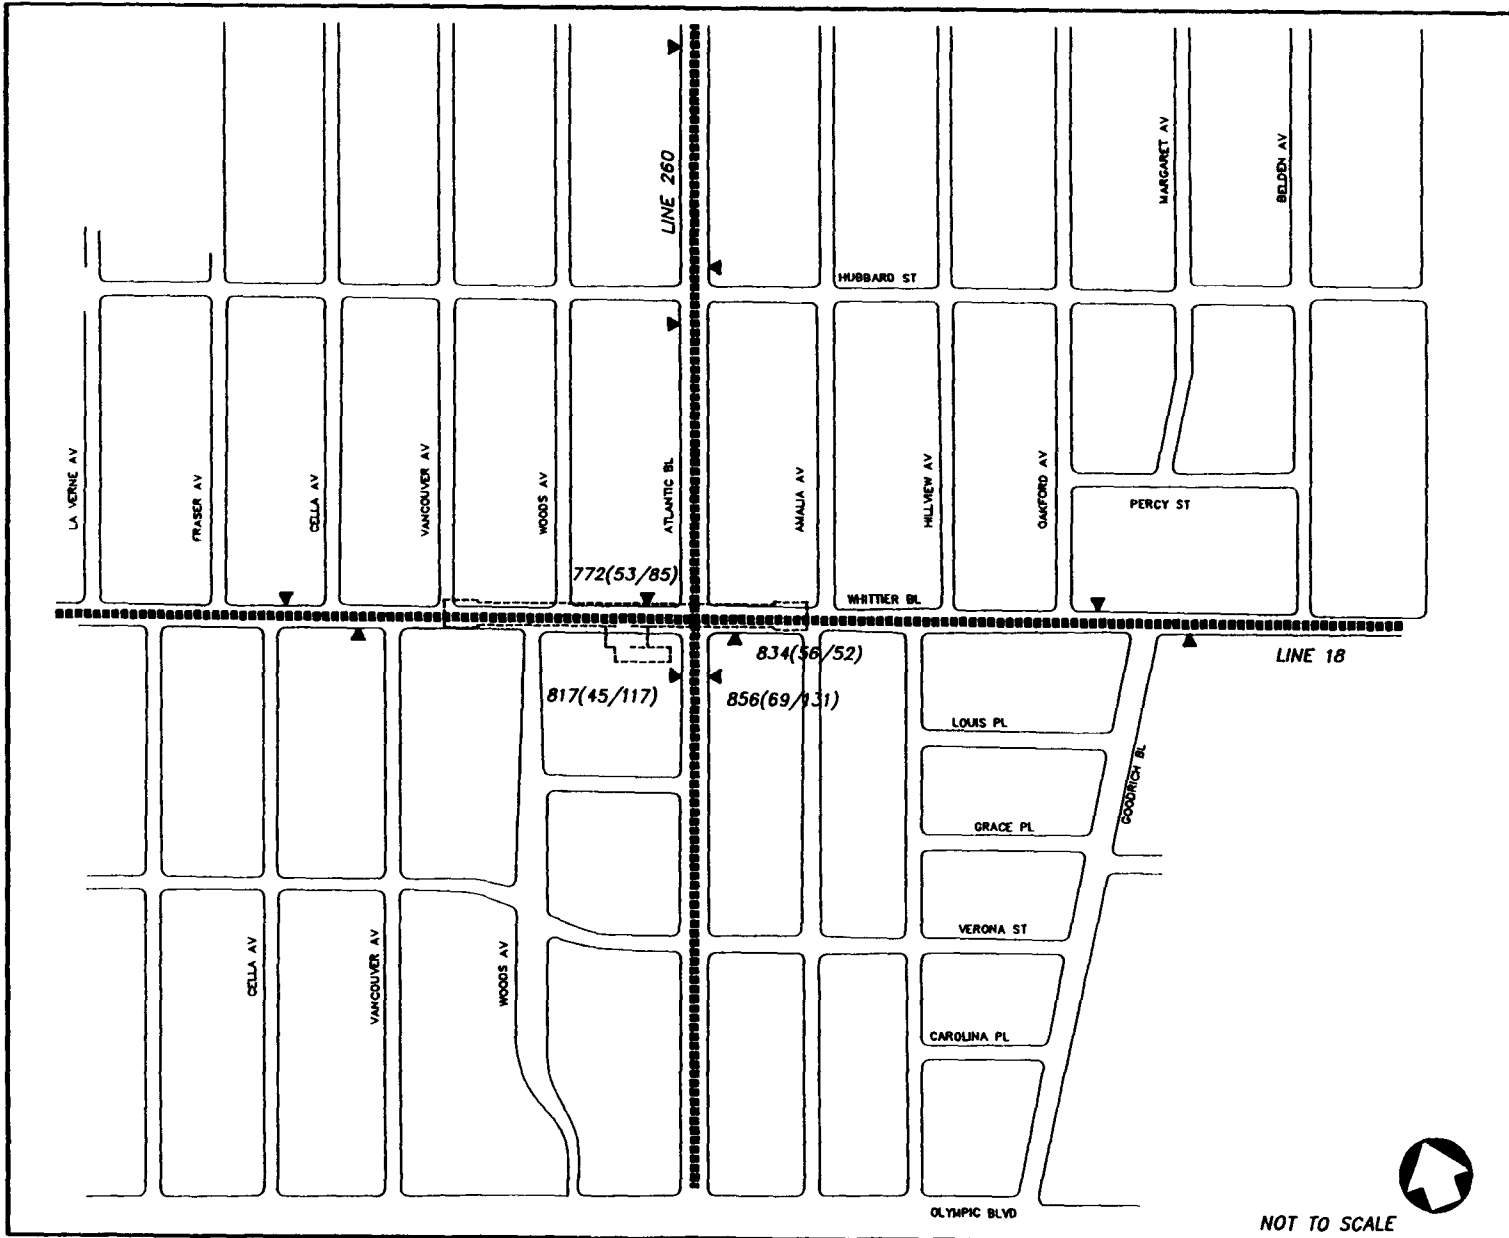 LINE 260
MARGARET AV
BELDEN AV
HUBBARD ST
LA VERNE AV
FRASER AV
CELLA AV
VANCOUVER AV
WOODS AV
ATLANTIC BL
AMALIA AV
HILLVIEW AV
OAKFORD AV
PERCY ST
772(53/85)
WHITTIER BL
834(56/52)
LINE 18
817(45/117)
856(69/131)
LOUIS PL
GOODRICH BL
GRACE PL
VERONA ST
CELLA AV
VANCOUVER AV
WOODS AV
CAROLINA PL
OLYMPIC BLVD
NOT TO SCALE